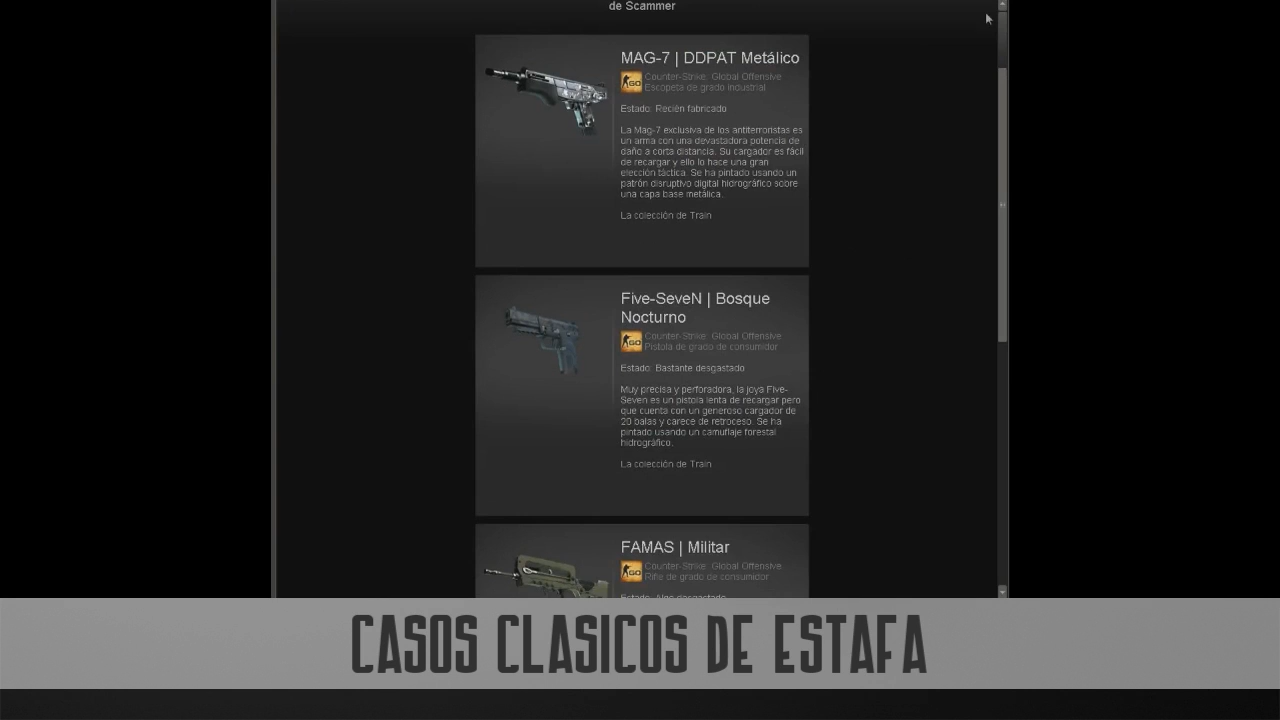 de Scammer
MAG-7 | DDPAT Metálico
Counter-Strike: Global Offensive
Escopeta de grado industrial
Estado: Recién fabricado
La Mag-7 exclusiva de los antiterroristas es
un arma con una devastadora potencia de
daño a corta distancia. Su cargador es fácil
de recargar y ello lo hace una gran
elección táctica. Se ha pintado usando un
patrón disruptivo digital hidrográfico sobre
una capa base metálica.
La colección de Train
Five-SeveN | Bosque
Nocturno
Counter-Strike: Global Offensive
Pistola de grado de consumidor
Estado: Bastante desgastado
Muy precisa y perforadora, la joya Five-
Seven es un pistola lenta de recargar pero
que cuenta con un generoso cargador de
20 balas y carece de retroceso. Se ha
pintado usando un camuflaje forestal
hidrográfico.
La colección de Train
FAMAS | Militar
Counter-Strike: Global Offensive
Rifle de grado de consumidor
Estado: Algo desgastado
CASOS CLASICOS DE ESTAFA